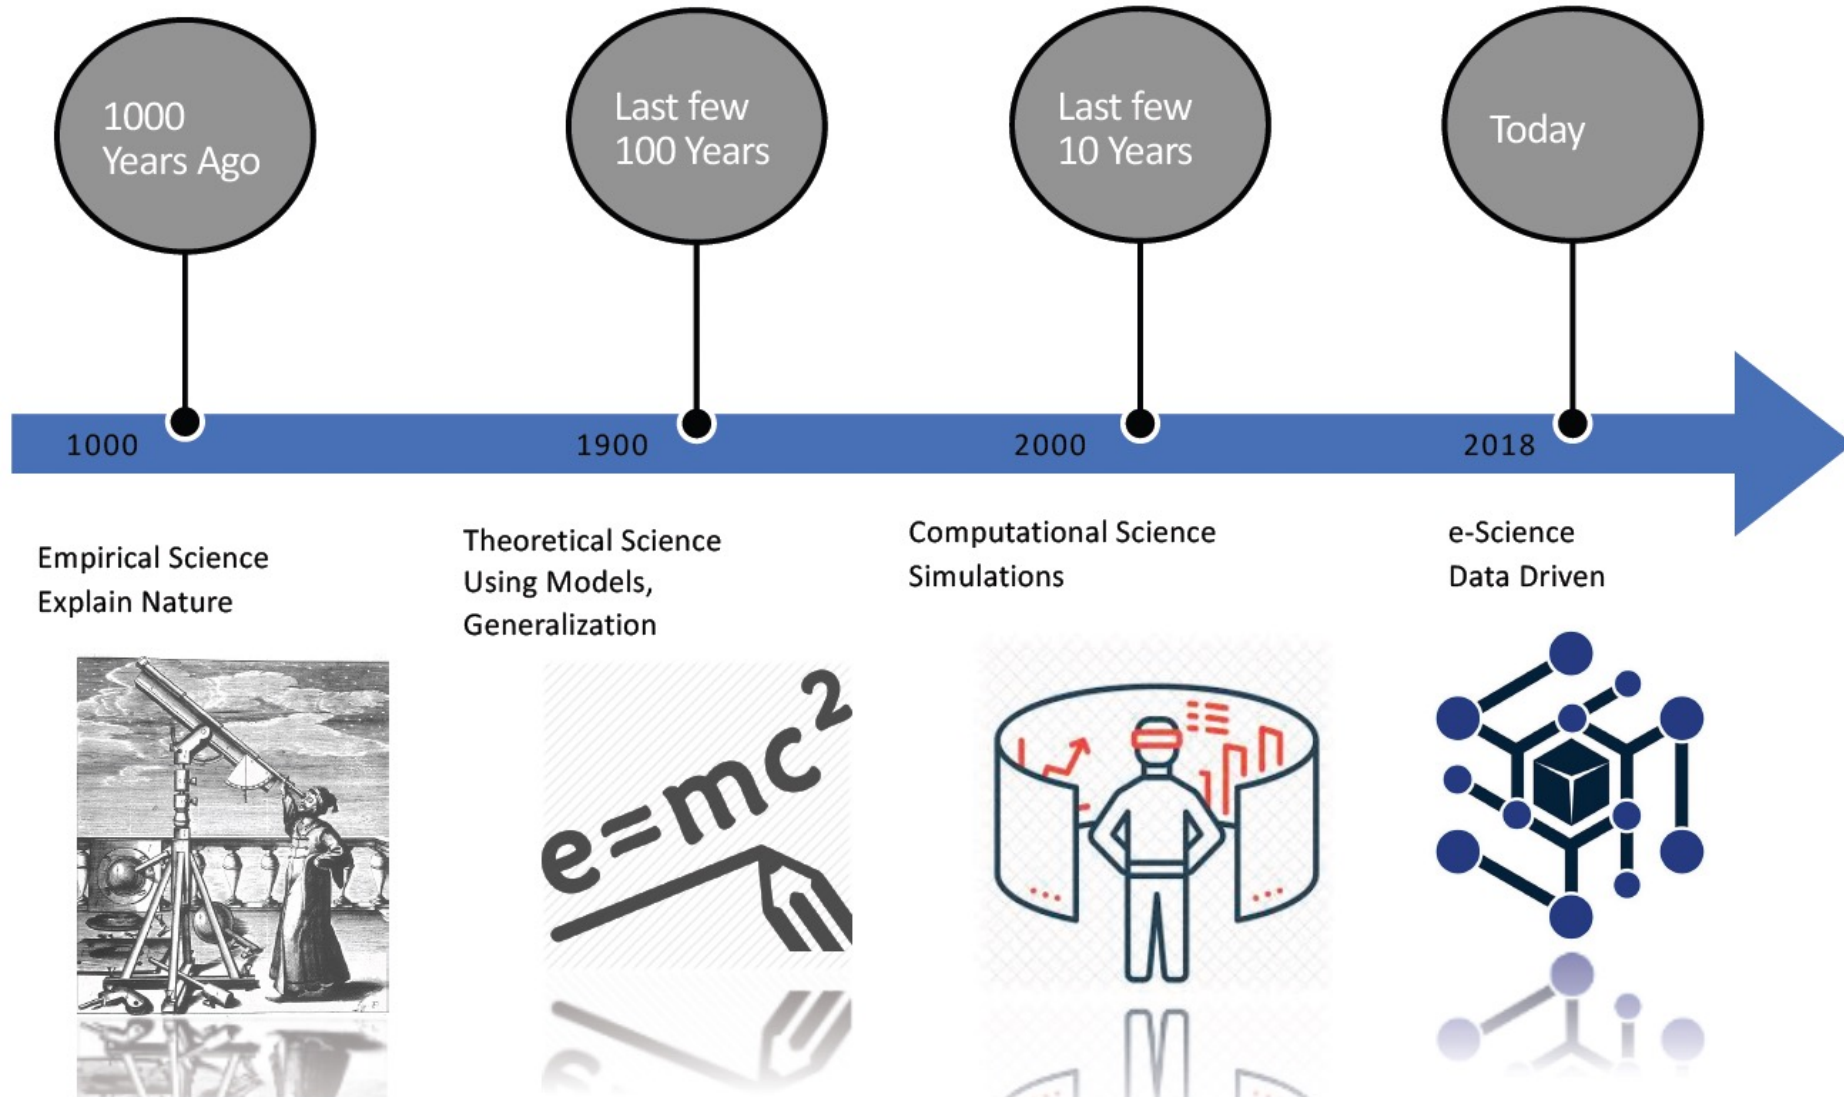 1000
Years Ago
Last few
100 Years
Last few
10 Years
Today
1000
1900
2000
2018
Empirical Science
Explain Nature
Theoretical Science
Using Models,
Generalization
Computational Science
Simulations
e-Science
Data Driven
e=mc²